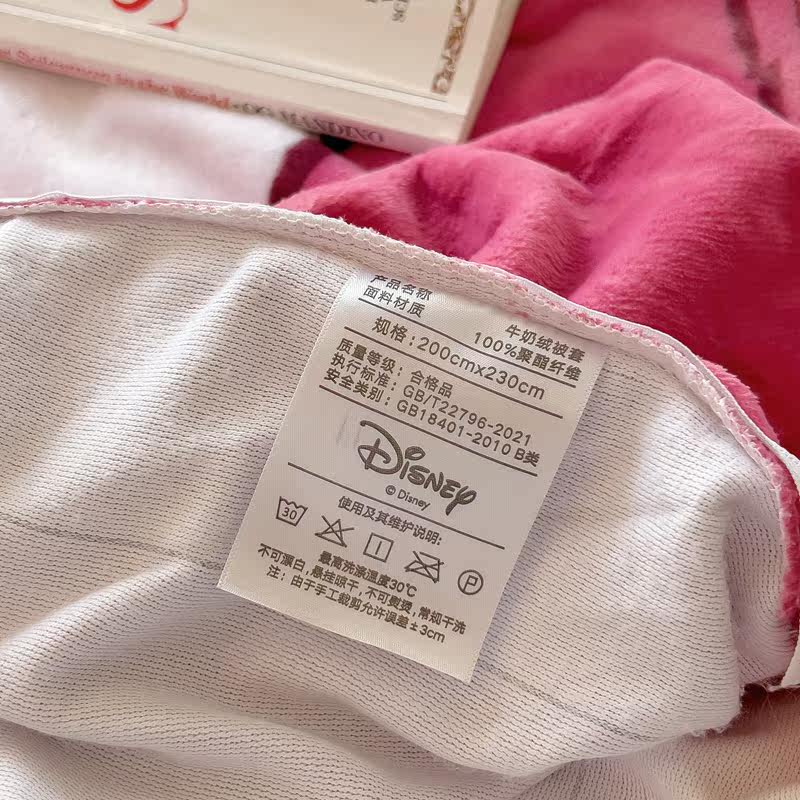 S
产品名称 牛奶绒被套
面料材质 100%聚酯纤维
规格:200cmx230cm
质量等级:合格品
执行标准:GB/T22796-2021
安全类别:GB18401-2010 B类
Disney
© Disney
使用及其维护说明:
30
P
最高洗涤温度30℃
不可漂白,悬挂晾干,不可熨烫,常规干洗
注:由于手工裁剪允许误差±3cm